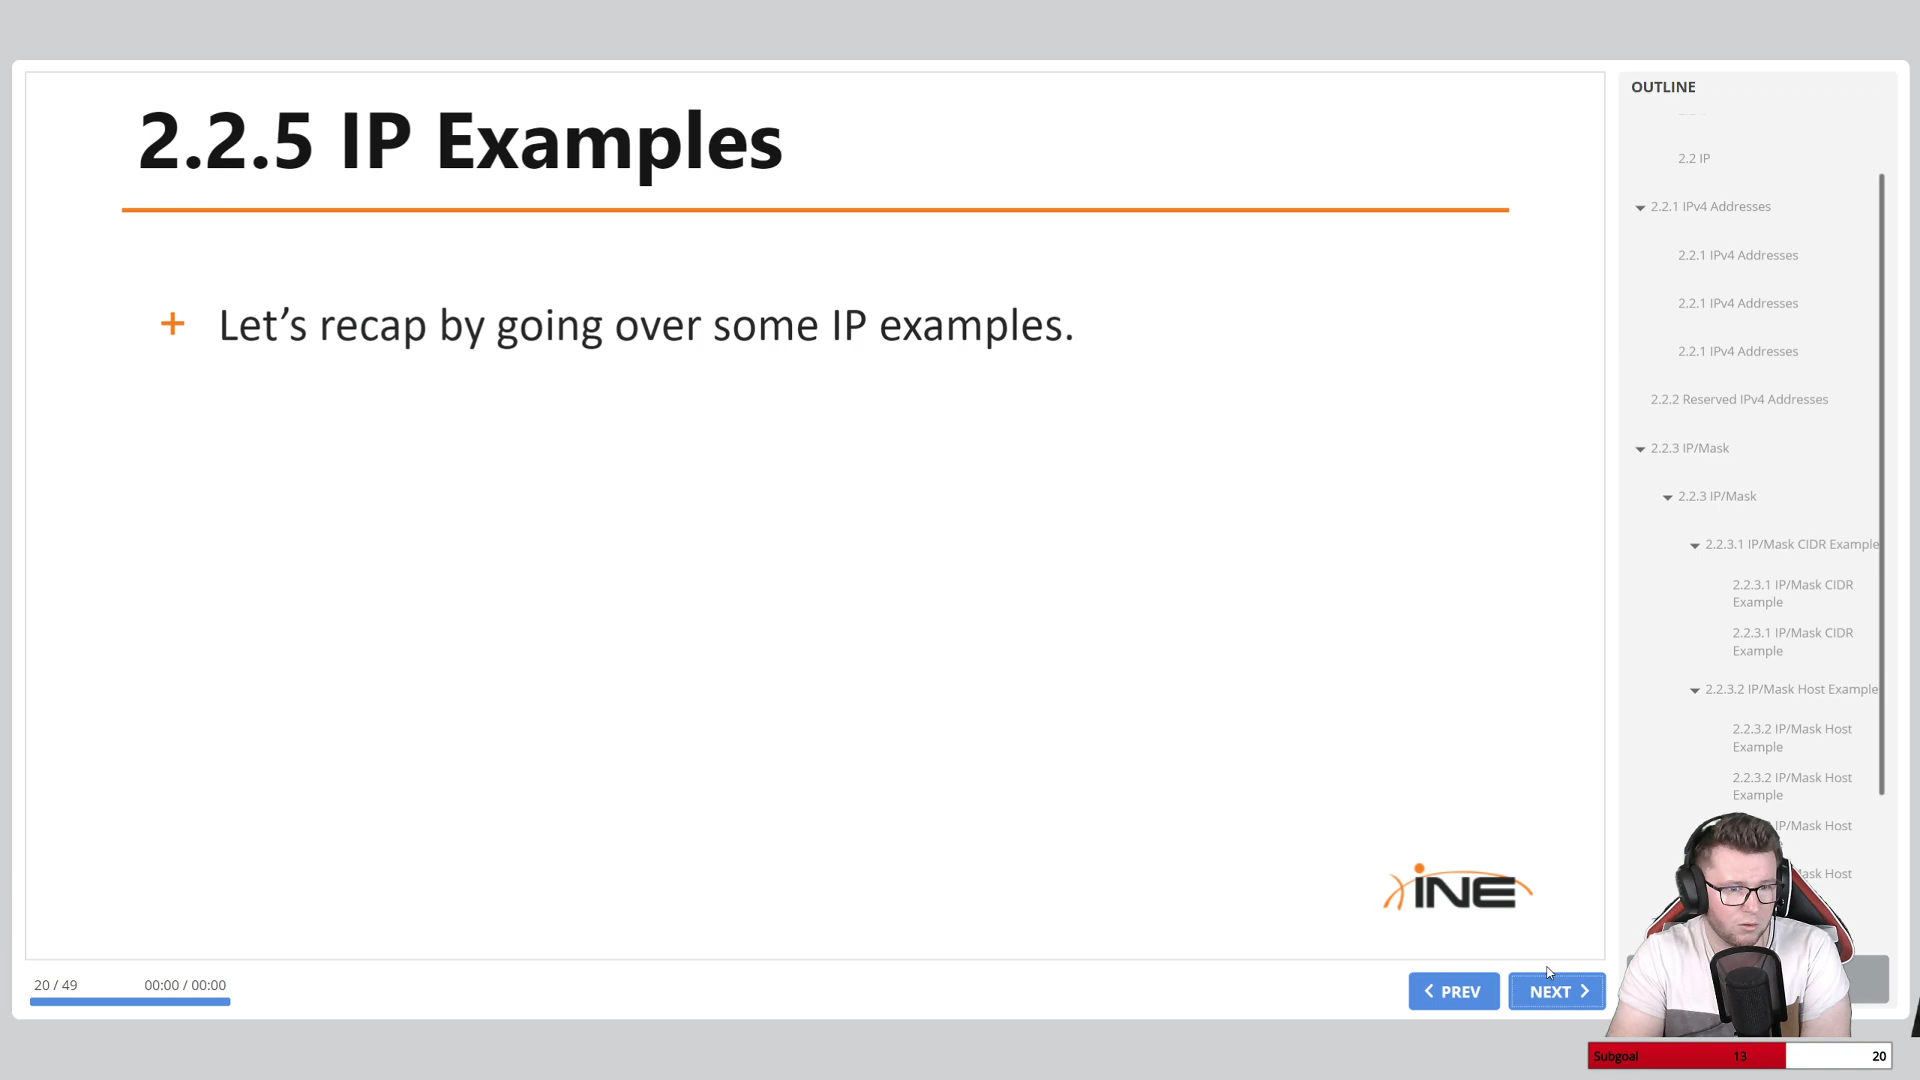 2.2.5 IP Examples
+ Let's recap by going over some IP examples.
INE
20 / 49
00:00 / 00:00
PREV
NEXT
OUTLINE
2.2 IP
2.2.1 IPv4 Addresses
2.2.1 IPv4 Addresses
2.2.1 IPv4 Addresses
2.2.1 IPv4 Addresses
2.2.2 Reserved IPv4 Addresses
2.2.3 IP/Mask
2.2.3 IP/Mask
2.2.3.1 IP/Mask CIDR Example
2.2.3.1 IP/Mask CIDR
Example
2.2.3.1 IP/Mask CIDR
Example
2.2.3.2 IP/Mask Host Example
2.2.3.2 IP/Mask Host
Example
2.2.3.2 IP/Mask Host
Example
IP/Mask Host
Host
Subgoal 13 20